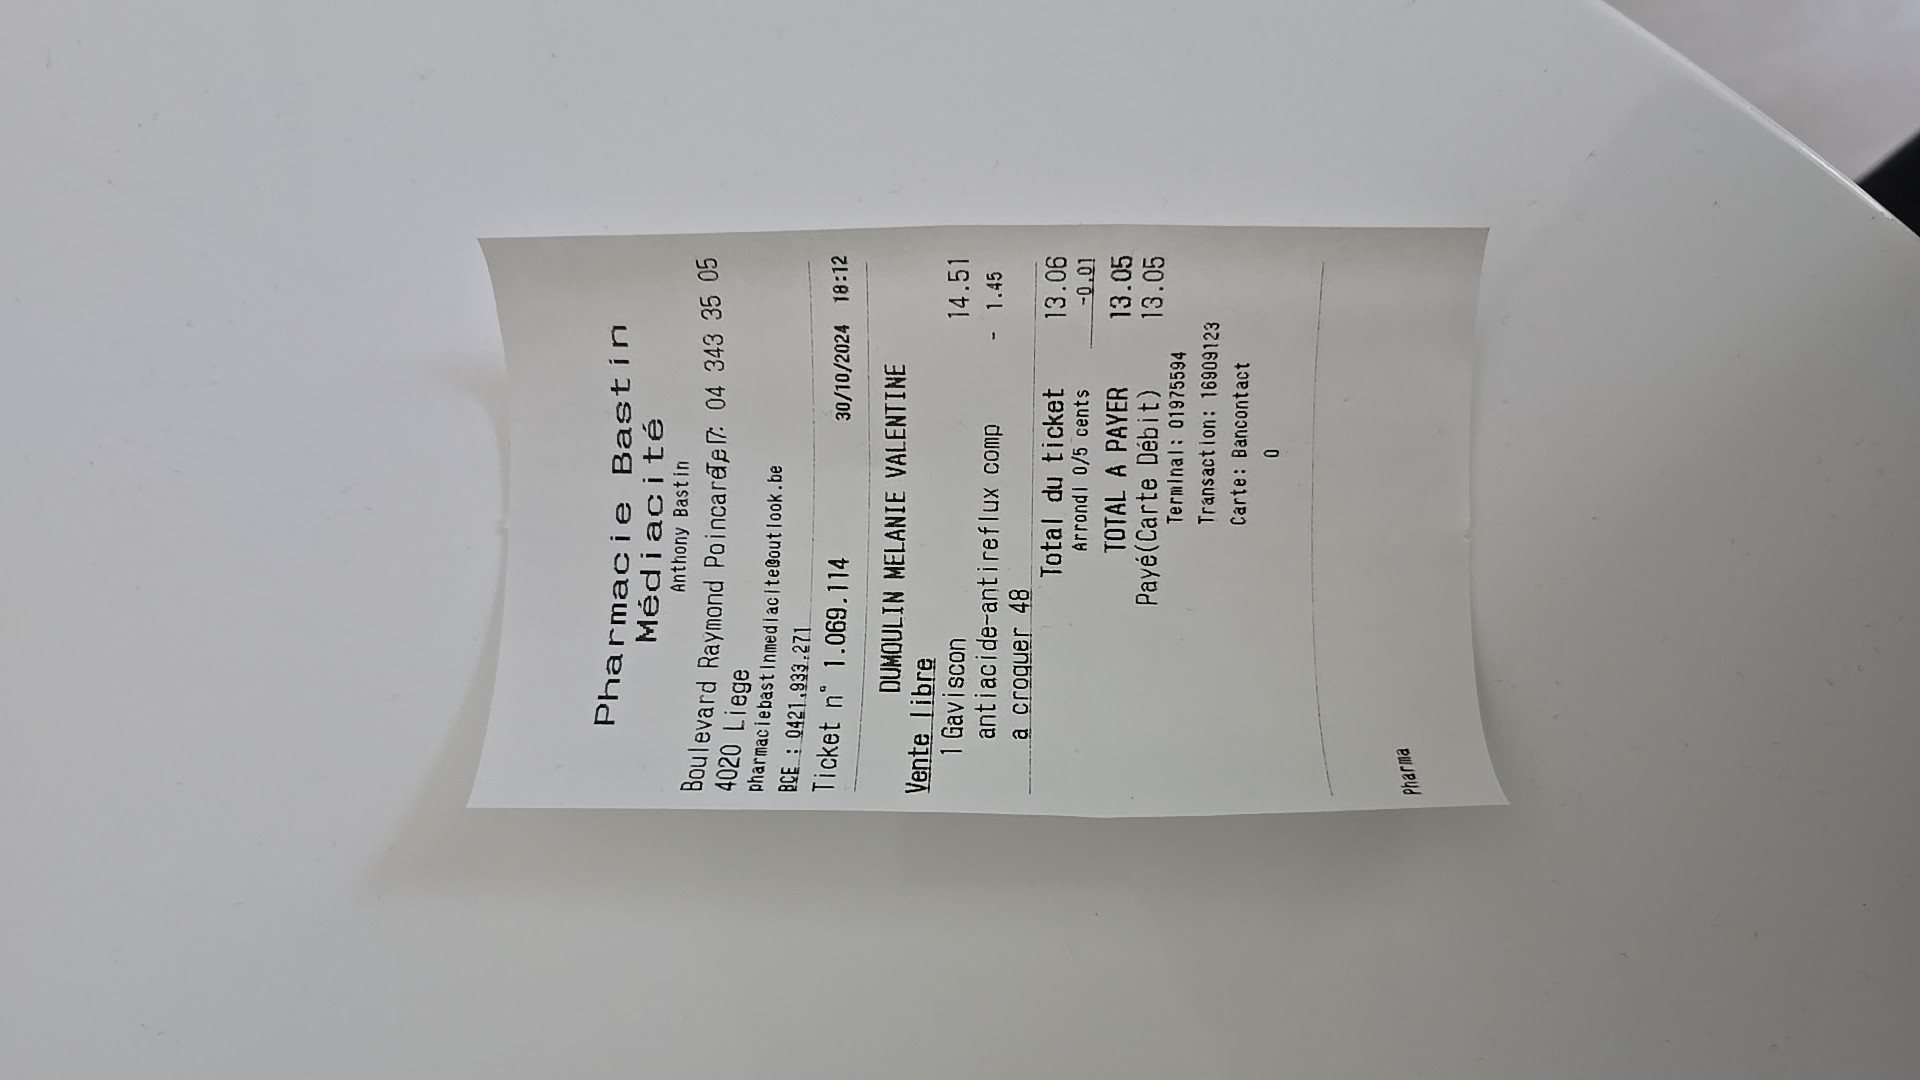 Pharmacie Bastin
Médiacité
Anthony Bastin
Boulevard Raymond Poincaré 7: 04 343 35 05
4020 Liege
pharmaciebastinmediacite@outlook.be
BCE : 0421.933.271
Ticket n° 1.069.114 30/10/2024 18:12
DUMOULIN MELANIE VALENTINE
Vente libre
1 Gaviscon 14.51
antiacide-antireflux comp - 1.45
a croquer 48
Total du ticket 13.06
Arrondi 0/5 cents -0.01
TOTAL A PAYER 13.05
Payé(Carte Débit) 13.05
Terminal: 01975594
Transaction: 16909123
Carte: Bancontact
0
Pharma